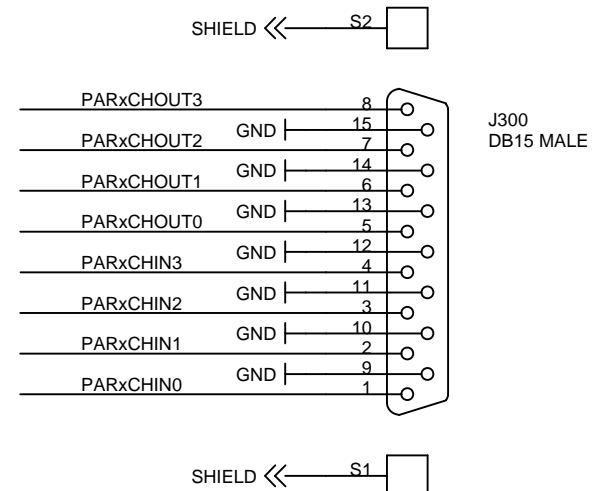 SHIELD S2
PARxCHOUT3 8
J300
DB15 MALE
GND 15
PARxCHOUT2 7
GND 14
PARxCHOUT1 6
GND 13
PARxCHOUT0 5
GND 12
PARxCHIN3 4
GND 11
PARxCHIN2 3
GND 10
PARxCHIN1 2
GND 9
PARxCHIN0 1
SHIELD S1